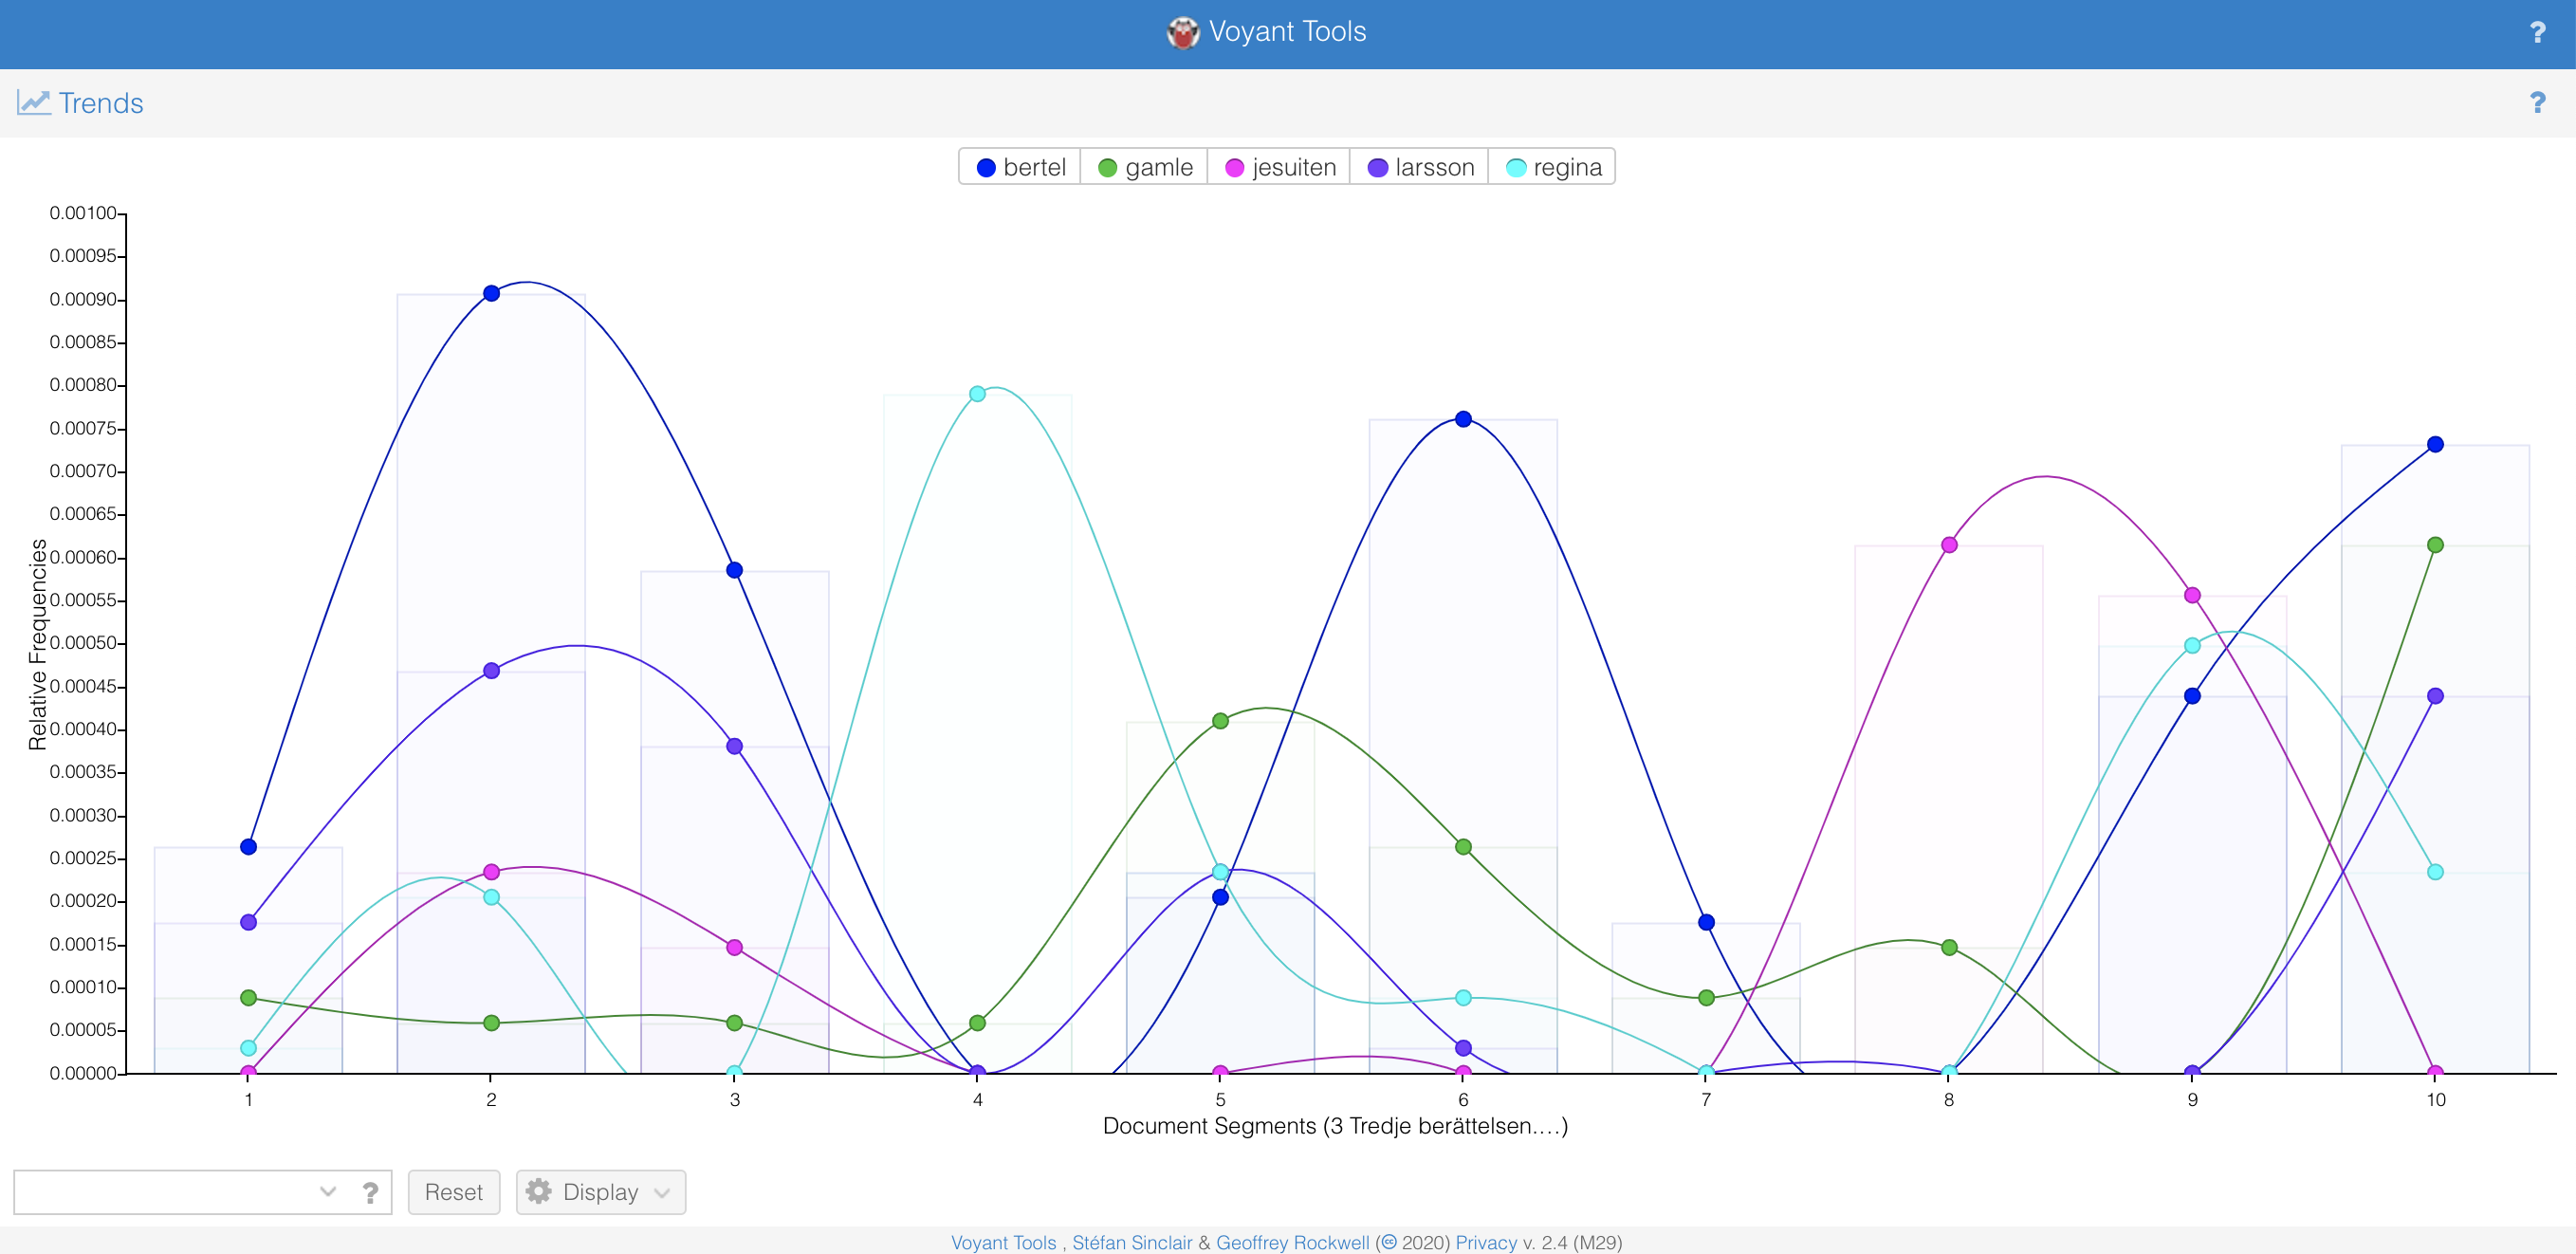 Voyant Tools ?
Trends ?
bertel gamle jesuiten larsson regina
0.00100
0.00095
0.00090
0.00085
0.00080
0.00075
0.00070
0.00065
0.00060
0.00055
0.00050
0.00045
0.00040
0.00035
0.00030
0.00025
0.00020
0.00015
0.00010
0.00005
0.00000
Relative Frequencies
1 2 3 4 5 6 7 8 9 10
Document Segments (3 Tredje berättelsen....)
? Reset Display
Voyant Tools , Stéfan Sinclair & Geoffrey Rockwell (cc 2020) Privacy v. 2.4 (M29)